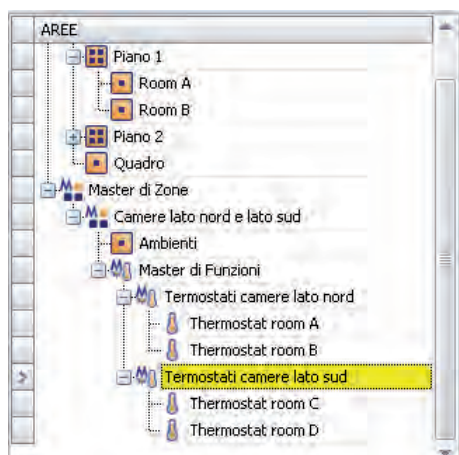 AREE
Piano 1
Room A
Room B
Piano 2
Quadro
Master di Zone
Camere lato nord e lato sud
Ambienti
Master di Funzioni
Termostati camere lato nord
Thermostat room A
Thermostat room B
Termostati camere lato sud
Thermostat room C
Thermostat room D